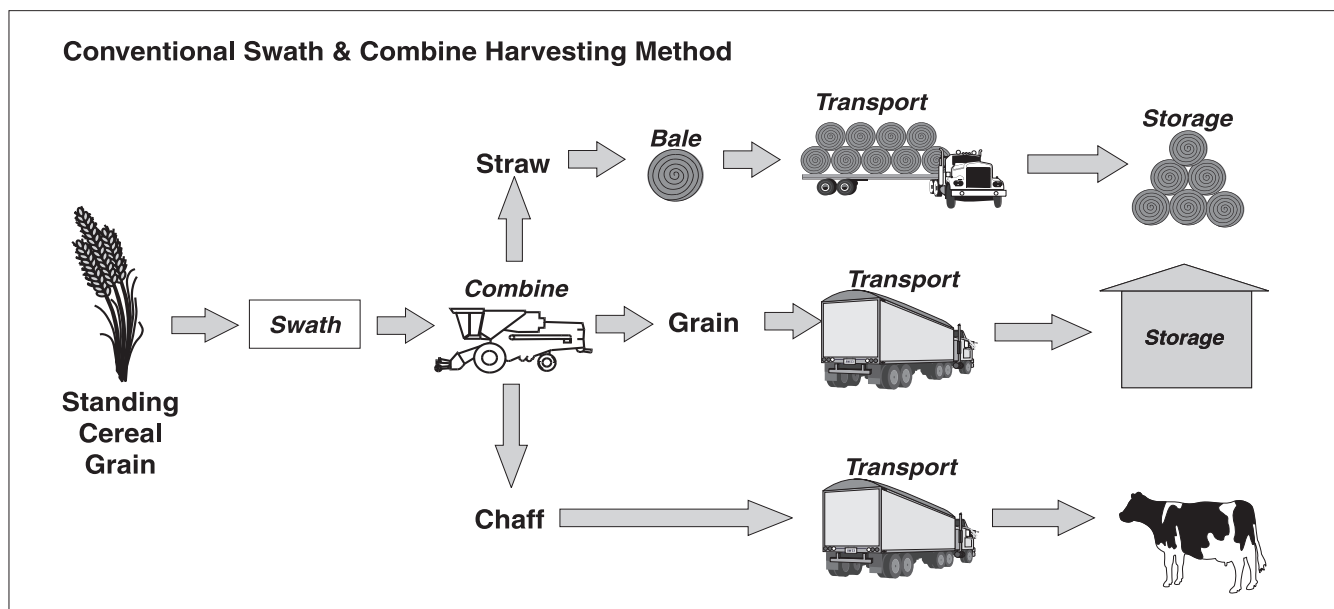 Conventional Swath & Combine Harvesting Method
Straw
Bale
Transport
Storage
Standing
Cereal
Grain
Swath
Combine
Grain
Transport
Storage
Chaff
Transport